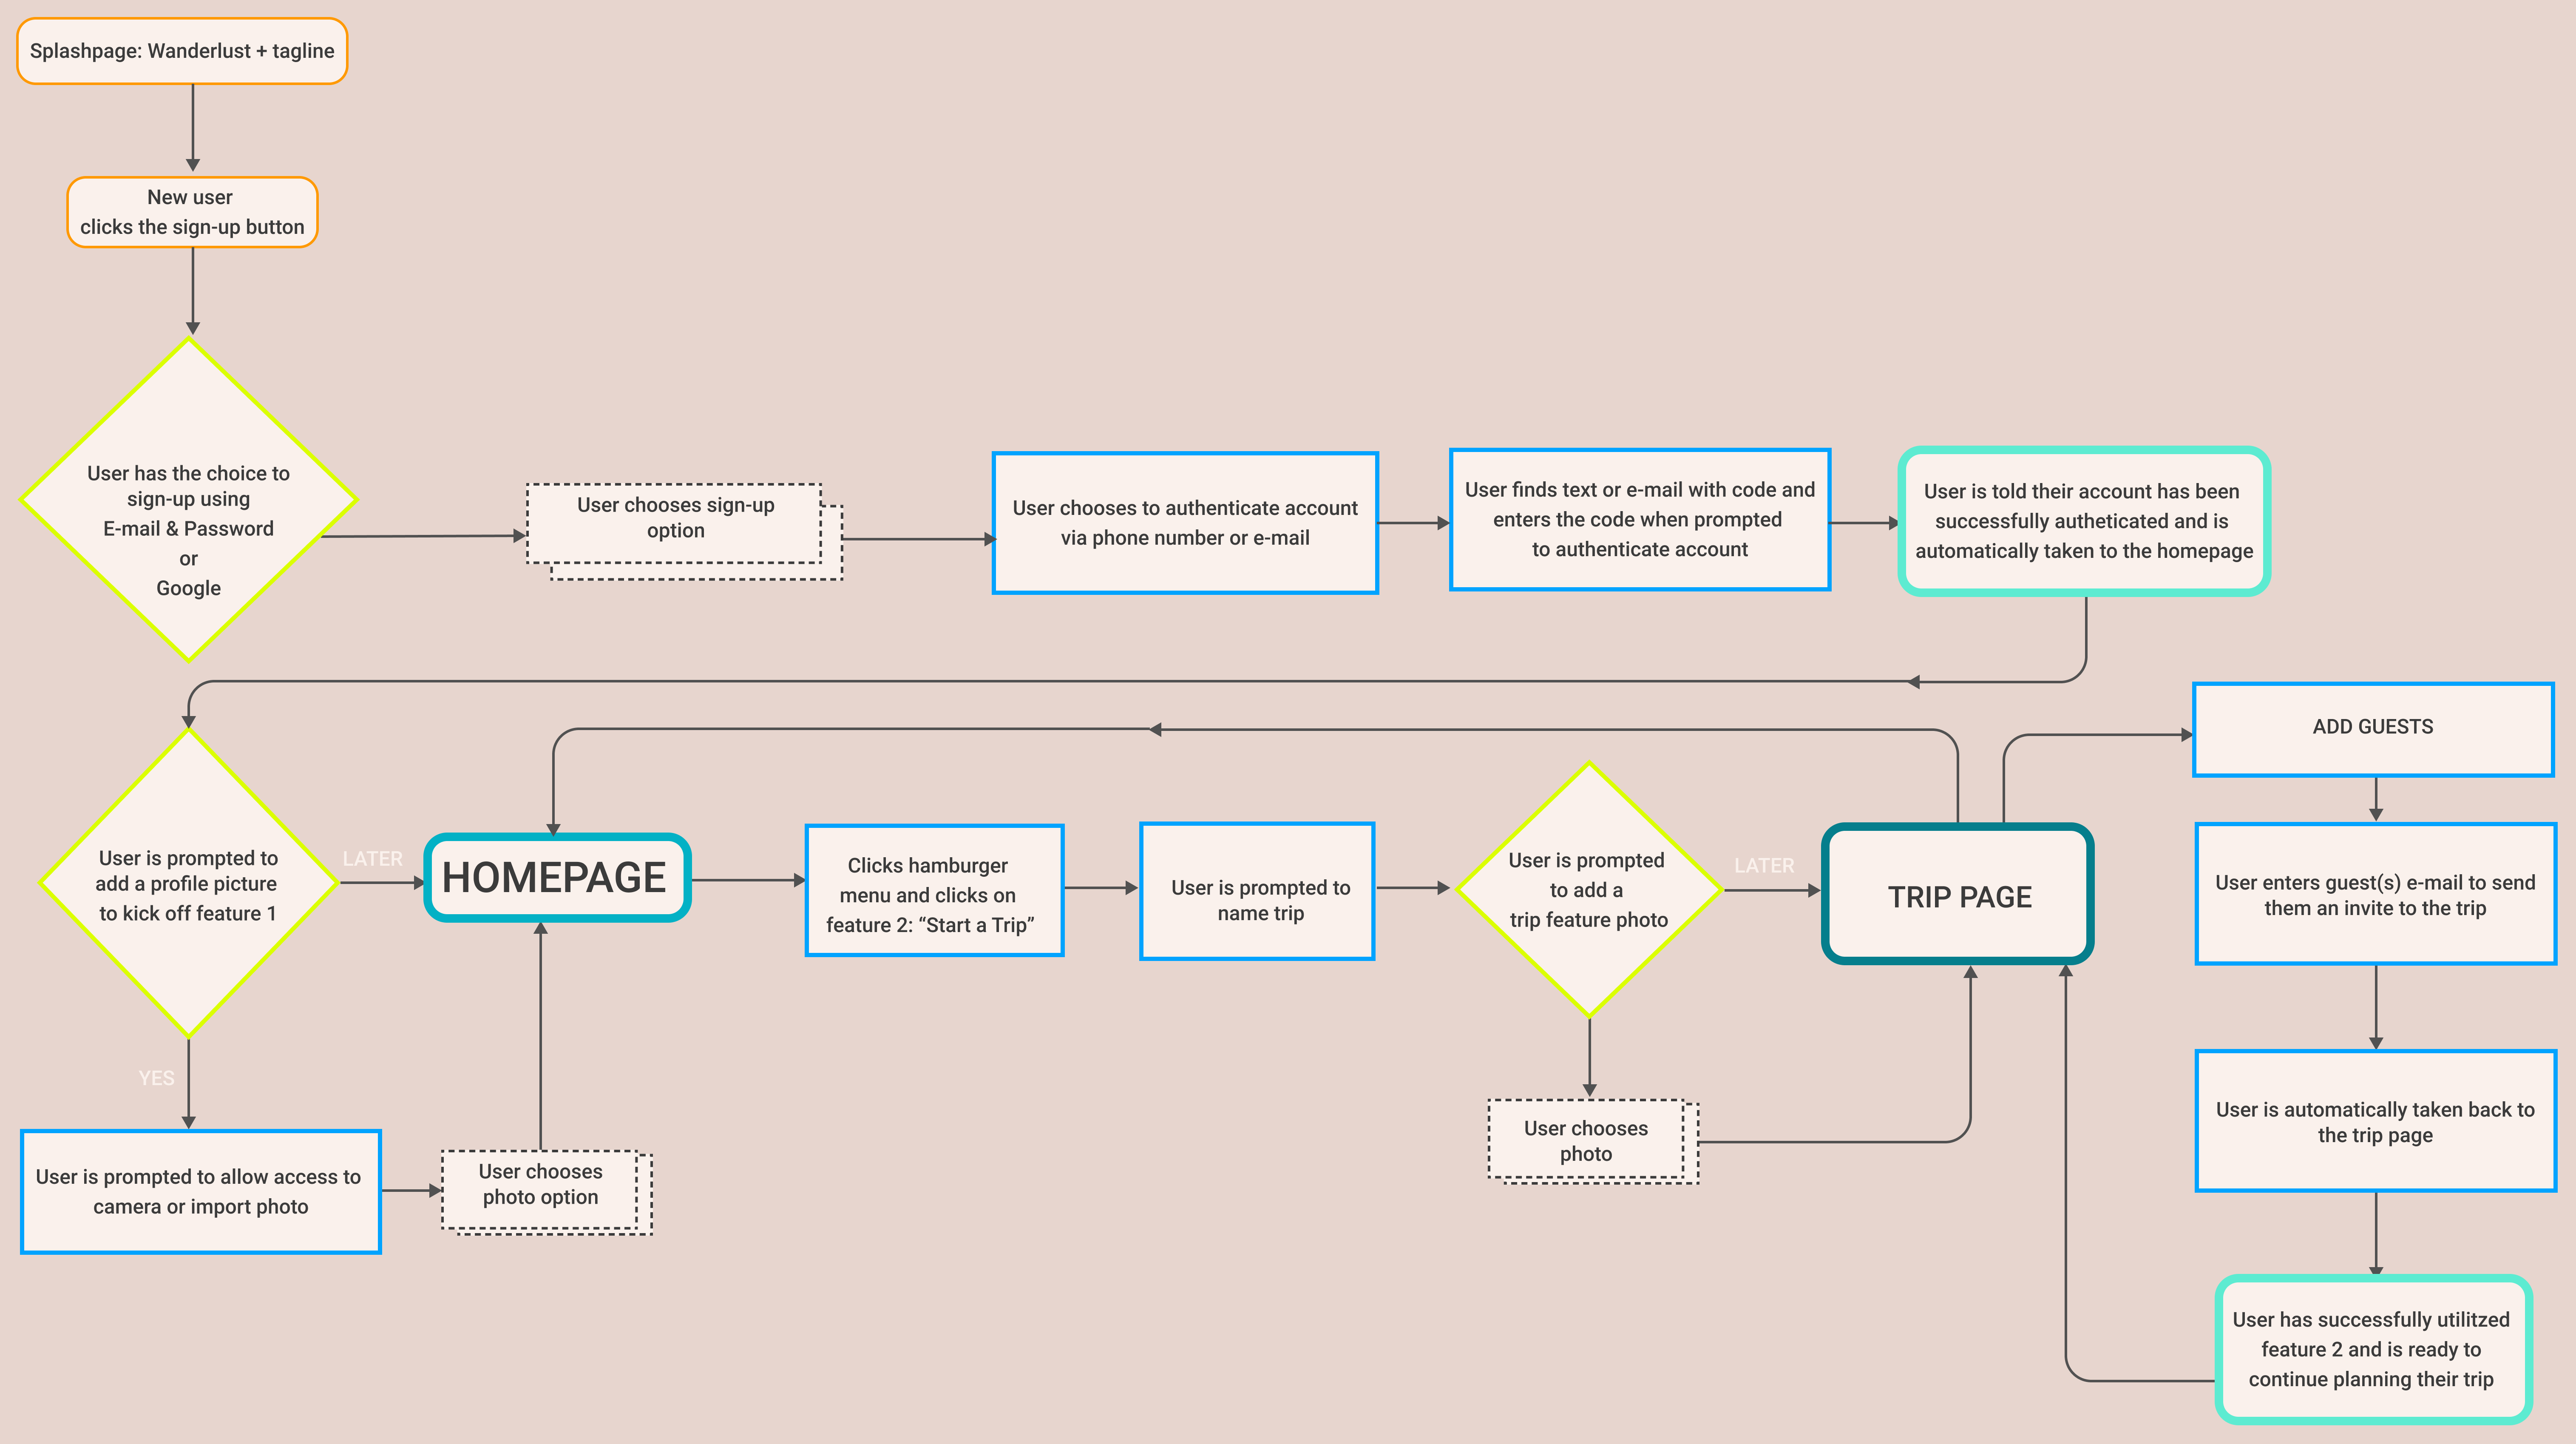 Splashpage: Wanderlust + tagline
New user
clicks the sign-up button
User has the choice to
sign-up using
E-mail & Password
or
Google
User chooses sign-up
option
User chooses to authenticate account
via phone number or e-mail
User finds text or e-mail with code and
enters the code when prompted
to authenticate account
User is told their account has been
successfully autheticated and is
automatically taken to the homepage
User is prompted to
add a profile picture
to kick off feature 1
LATER
YES
User is prompted to allow access to
camera or import photo
User chooses
photo option
HOMEPAGE
Clicks hamburger
menu and clicks on
feature 2: “Start a Trip”
User is prompted to
name trip
User is prompted
to add a
trip feature photo
LATER
User chooses
photo
TRIP PAGE
ADD GUESTS
User enters guest(s) e-mail to send
them an invite to the trip
User is automatically taken back to
the trip page
User has successfully utilitzed
feature 2 and is ready to
continue planning their trip